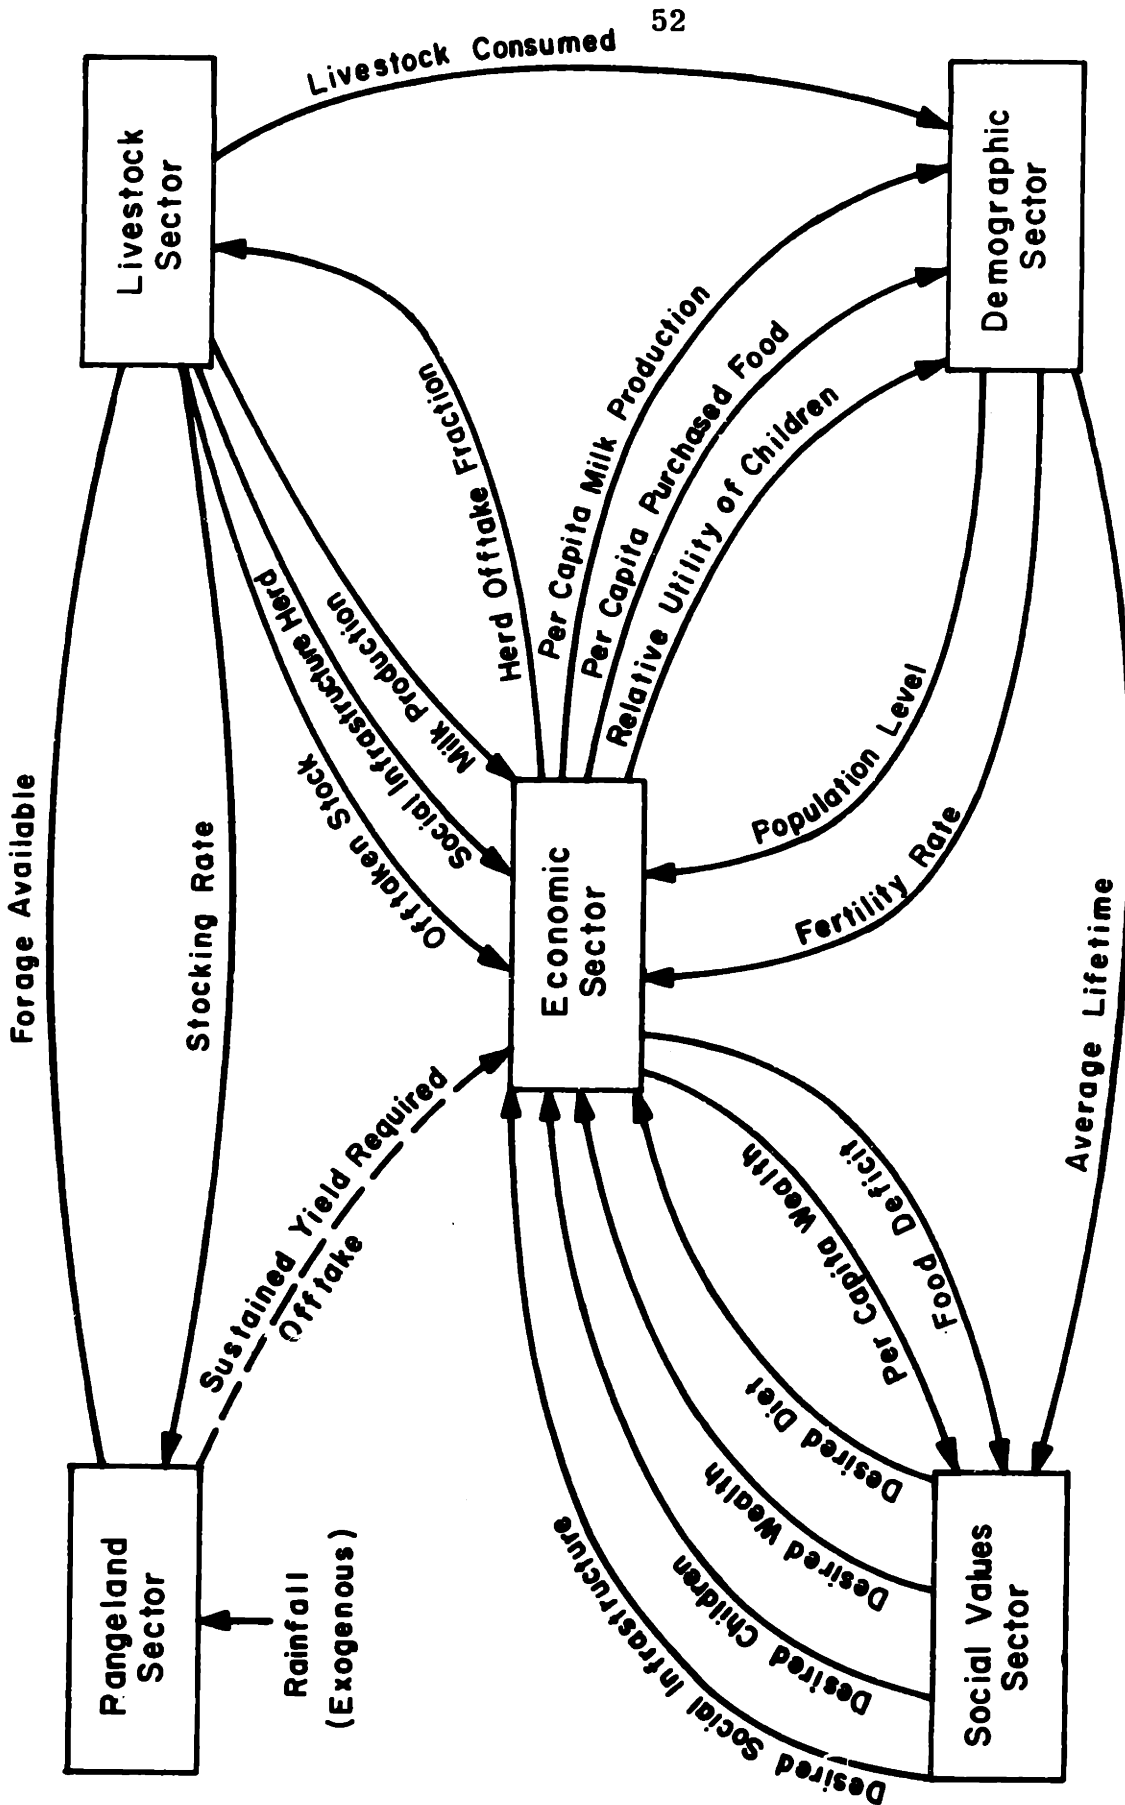 52
Livestock Consumed
Livestock
Sector
Demographic
Sector
Herd Offtake Fraction
Per Capita Milk Production
Per Capita Purchased Food
Relative Utility of Children
Milk Production
Social Infrastructure Herd
Offtaken Stock
Forage Available
Stocking Rate
Economic
Sector
Population Level
Fertility Rate
Average Lifetime
Sustained Yield Required
Offtake
Per Capita Wealth
Food Deficit
Desired Diet
Desired Wealth
Desired Children
Desired Social Infrastructure
Rangeland
Sector
Rainfall
(Exogenous)
Social Values
Sector